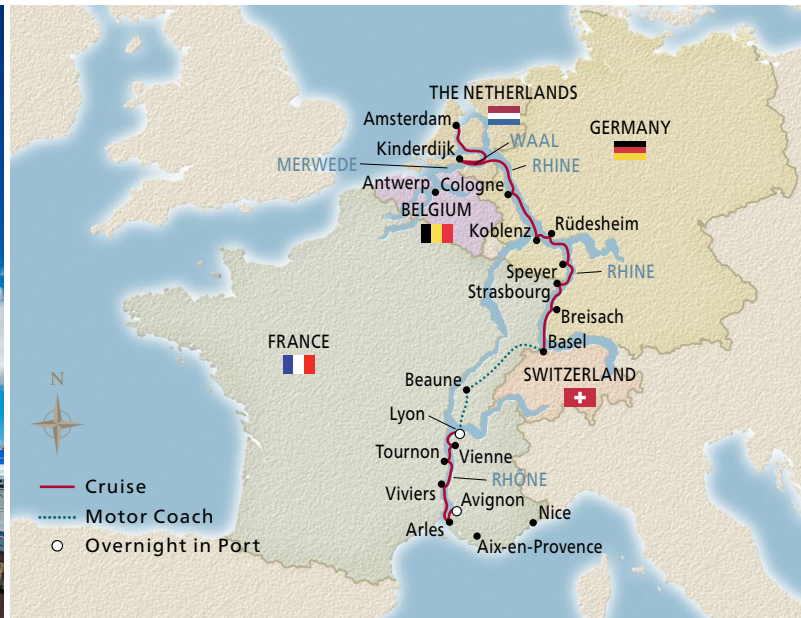 THE NETHERLANDS
Amsterdam
GERMANY
Kinderdijk
WAAL
MERWEDE
RHINE
Antwerp
Cologne
BELGIUM
Koblenz
Rüdesheim
Speyer
RHINE
Strasbourg
Breisach
FRANCE
Basel
SWITZERLAND
Beaune
N
Lyon
Tournon
Vienne
RHÔNE
Viviers
Avignon
Cruise
Motor Coach
Overnight in Port
Arles
Nice
Aix-en-Provence